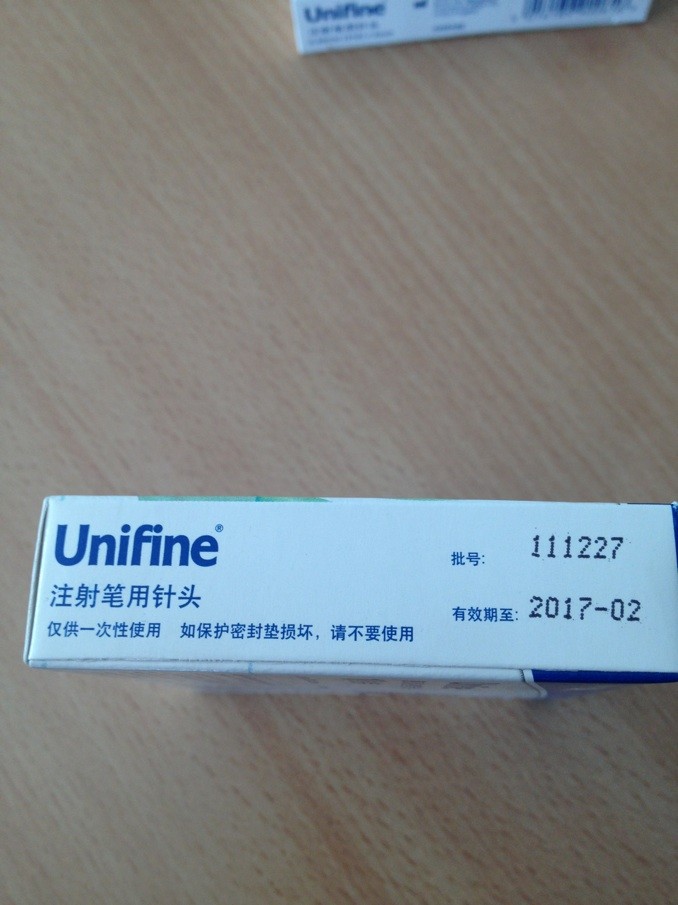 Unifine
Unifine®
注射笔用针头
仅供一次性使用 如保护密封垫损坏，请不要使用
批号: 111227
有效期至: 2017-02